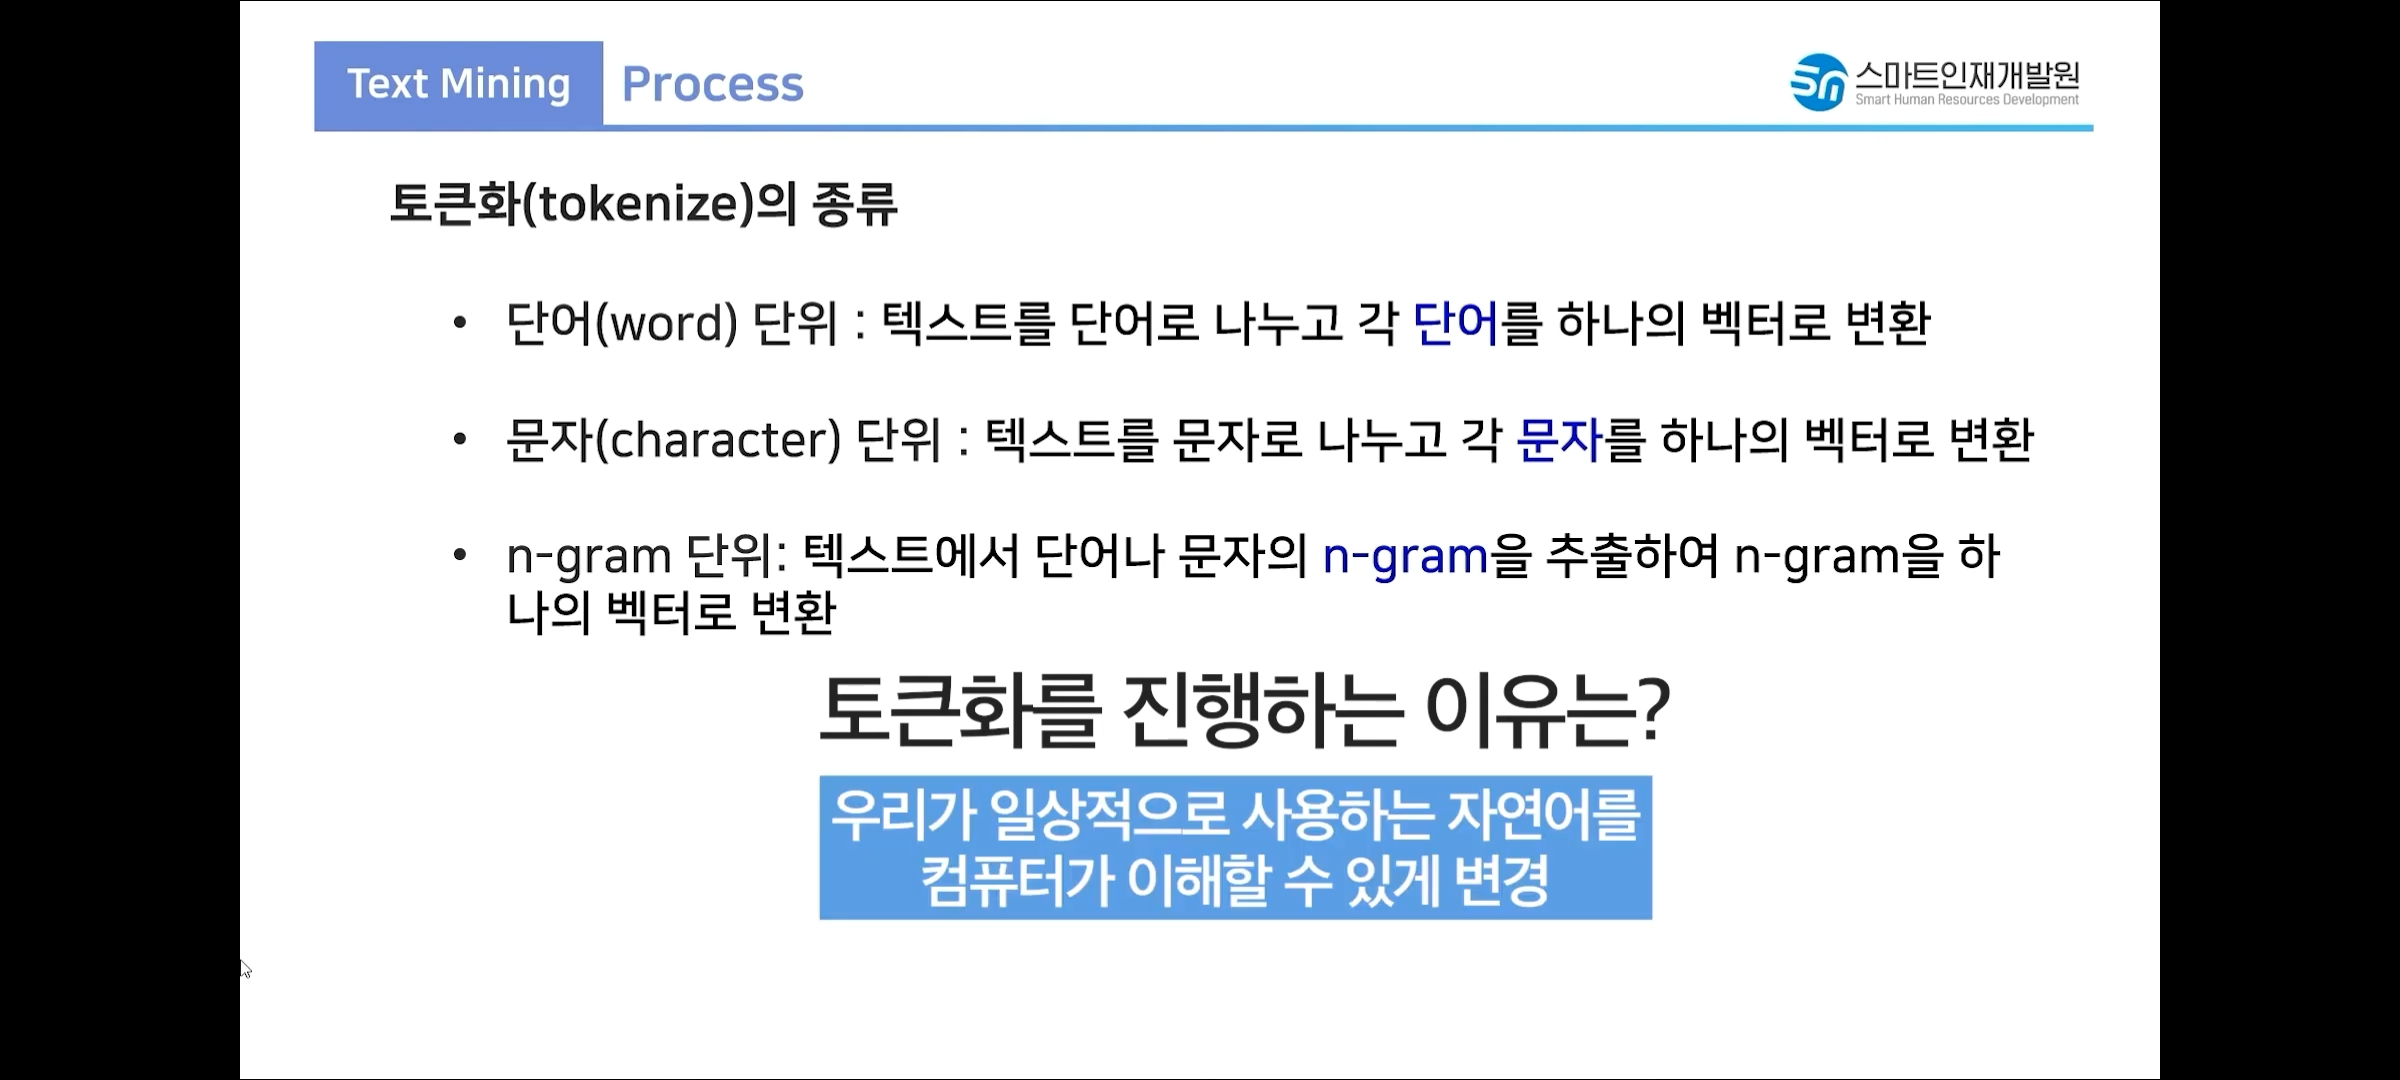 Text Mining Process
스마트인재개발원
Smart Human Resources Development
토큰화(tokenize)의 종류
• 단어(word) 단위 : 텍스트를 단어로 나누고 각 단어를 하나의 벡터로 변환
• 문자(character) 단위 : 텍스트를 문자로 나누고 각 문자를 하나의 벡터로 변환
• n-gram 단위: 텍스트에서 단어나 문자의 n-gram을 추출하여 n-gram을 하
나의 벡터로 변환
토큰화를 진행하는 이유는?
우리가 일상적으로 사용하는 자연어를
컴퓨터가 이해할 수 있게 변경